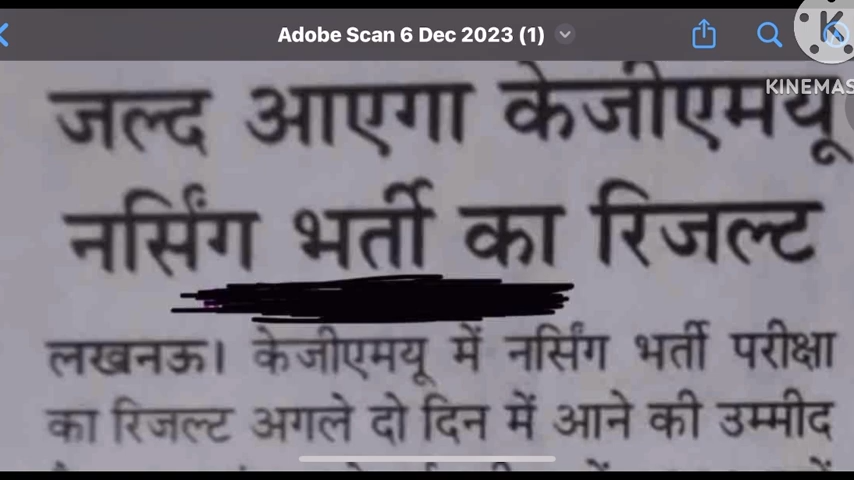 Adobe Scan 6 Dec 2023 (1)
KINEMAS
जल्द आएगा केजीएमयू
नर्सिंग भर्ती का रिजल्ट
लखनऊ। केजीएमयू में नर्सिंग भर्ती परीक्षा
का रिजल्ट अगले दो दिन में आने की उम्मीद